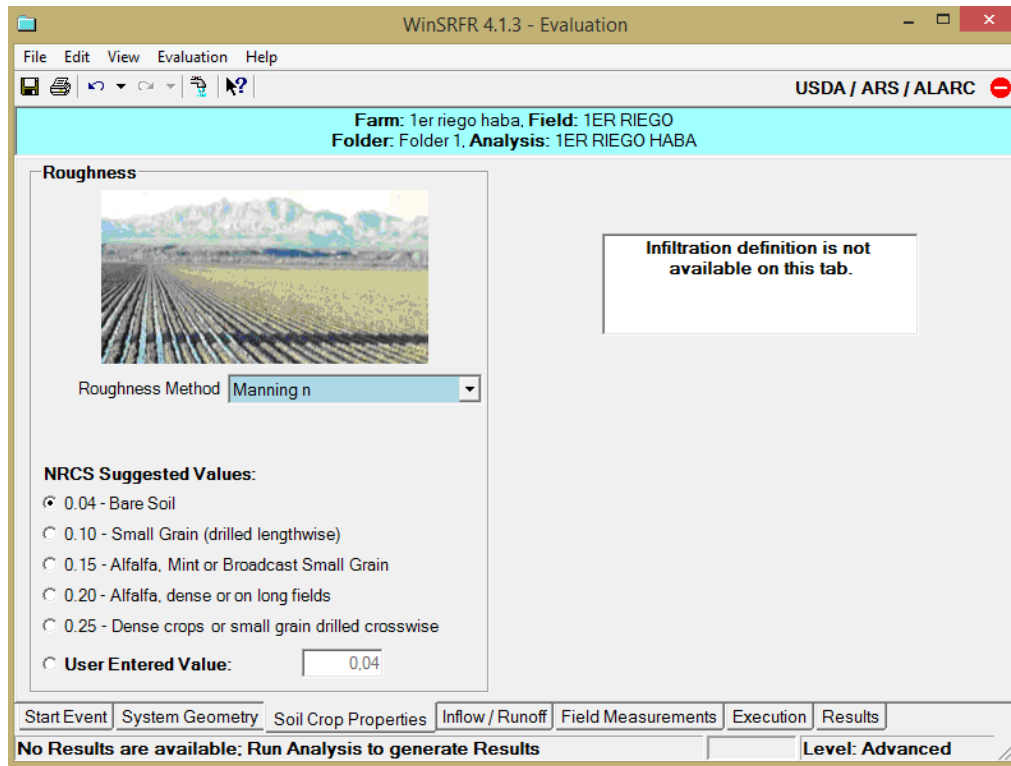 WinSRFR 4.1.3 - Evaluation
File Edit View Evaluation Help
USDA / ARS / ALARC
Farm: 1er riego haba, Field: 1ER RIEGO
Folder: Folder 1, Analysis: 1ER RIEGO HABA
Roughness
Infiltration definition is not
available on this tab.
Roughness Method Manning n
NRCS Suggested Values:
0.04 - Bare Soil
0.10 - Small Grain (drilled lengthwise)
0.15 - Alfalfa, Mint or Broadcast Small Grain
0.20 - Alfalfa, dense or on long fields
0.25 - Dense crops or small grain drilled crosswise
User Entered Value: 0,04
Start Event System Geometry Soil Crop Properties Inflow / Runoff Field Measurements Execution Results
No Results are available; Run Analysis to generate Results Level: Advanced